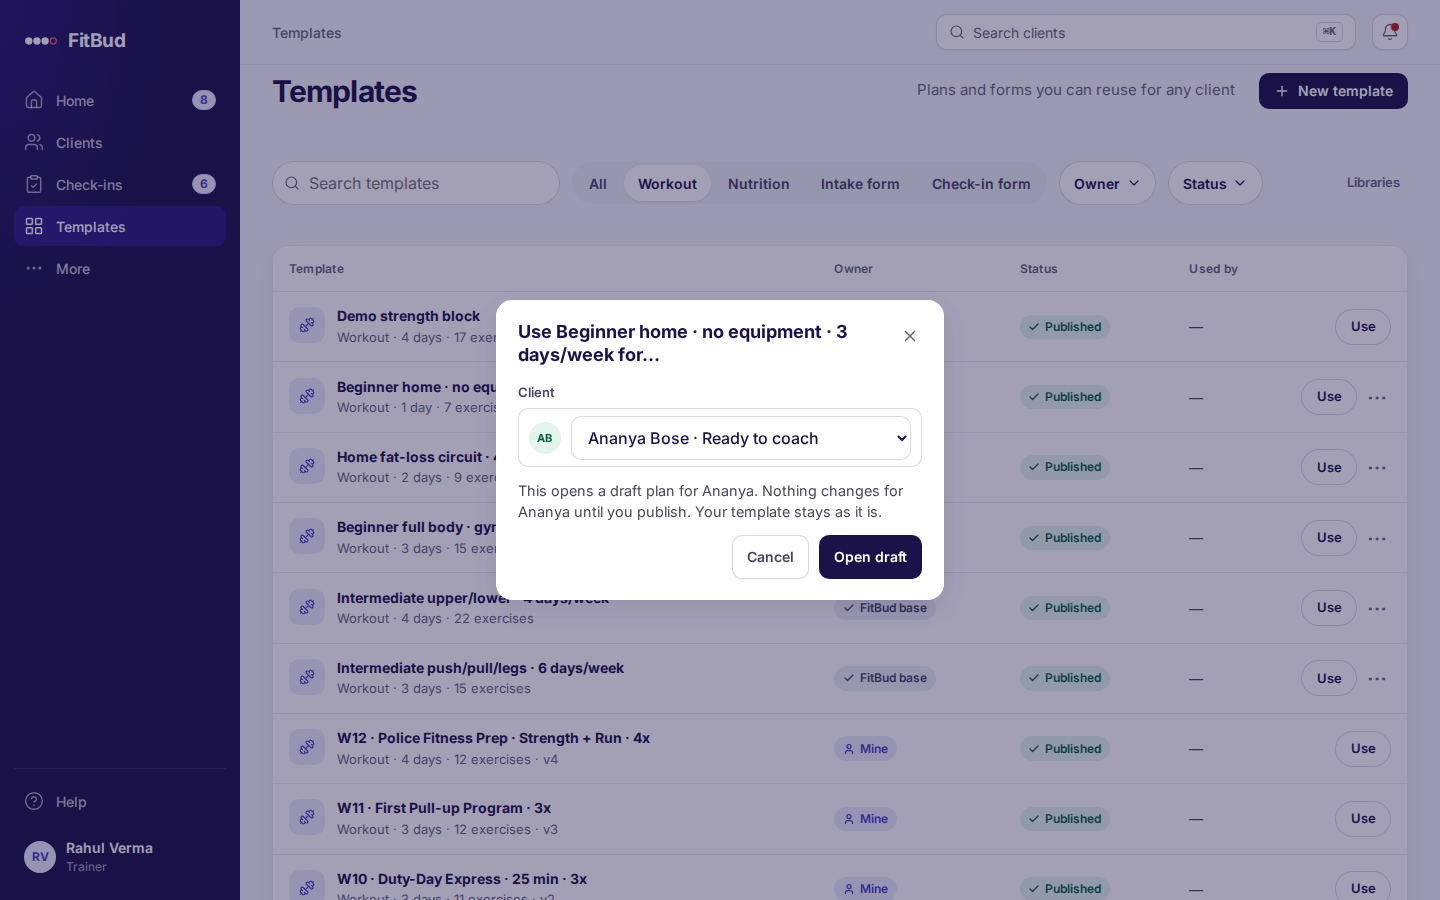 FitBud
Home 8
Clients
Check-ins 6
Templates
More
Help
RV Rahul Verma
Trainer
Templates
Search clients ⌘K
Templates
Plans and forms you can reuse for any client
+ New template
Search templates
All Workout Nutrition Intake form Check-in form
Owner
Status
Libraries
Template Owner Status Used by
Demo strength block
Workout · 4 days · 17
Published — Use
Beginner home · no
Workout · 1 day · 7
Published — Use ···
Home fat-loss circuit ·
Workout · 2 days · 9
Published — Use ···
Beginner full body ·
Workout · 3 days · 15
Published — Use ···
Intermediate upper/lower · 4 days/week
Workout · 4 days · 22 exercises
FitBud base Published — Use ···
Intermediate push/pull/legs · 6 days/week
Workout · 3 days · 15 exercises
FitBud base Published — Use ···
W12 · Police Fitness Prep · Strength + Run · 4x
Workout · 4 days · 12 exercises · v4
Mine Published — Use
W11 · First Pull-up Program · 3x
Workout · 3 days · 12 exercises · v3
Mine Published — Use
W10 · Duty-Day Express · 25 min · 3x
Workout · 3 days · 11 exercises · v2
Mine Published — Use
Use Beginner home · no equipment · 3
days/week for...
Client
AB Ananya Bose · Ready to coach
This opens a draft plan for Ananya. Nothing changes for
Ananya until you publish. Your template stays as it is.
Cancel Open draft